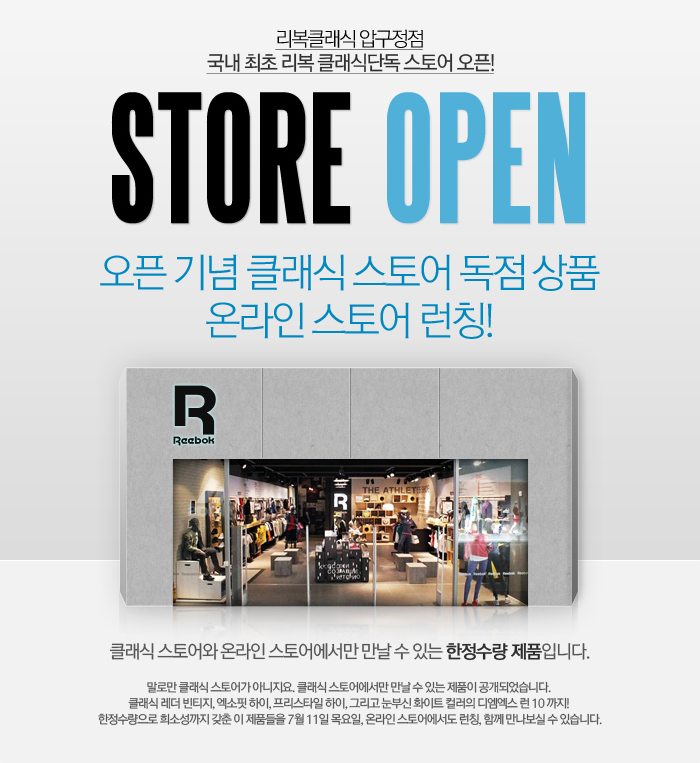 리복클래식 압구정점
국내 최초 리복 클래식단독 스토어 오픈!
STORE OPEN
오픈 기념 클래식 스토어 독점 상품
온라인 스토어 런칭!
R
Reebok
THE ATHLETE
R
클래식 스토어와 온라인 스토어에서만 만날 수 있는 한정수량 제품입니다.
말로만 클래식 스토어가 아니지요. 클래식 스토어에서만 만날 수 있는 제품이 공개되었습니다.
클래식 레더 빈티지, 엑소핏 하이, 프리스타일 하이, 그리고 눈부신 화이트 컬러의 디엠엑스 런 10 까지!
한정수량으로 희소성까지 갖춘 이 제품들을 7월 11일 목요일, 온라인 스토어에서도 런칭, 함께 만나보실 수 있습니다.